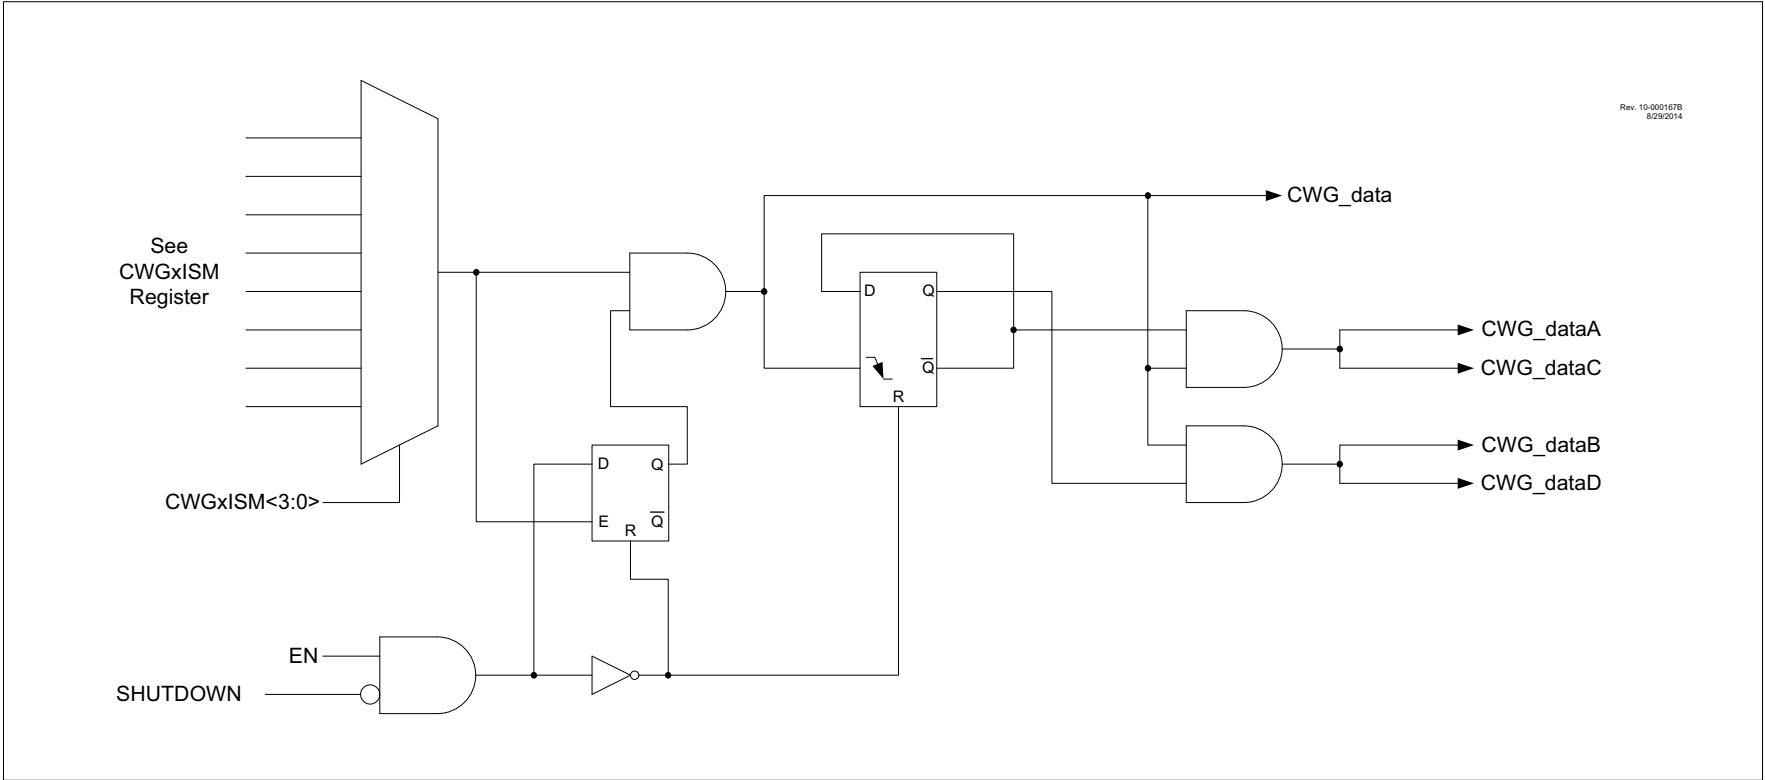 Rev. 10-000167B
8/29/2014
CWG_data
See
CWGxISM
Register
D Q
Q̅
R
CWG_dataA
CWG_dataC
CWG_dataB
CWG_dataD
D Q
E R Q̅
CWGxISM<3:0>
EN
SHUTDOWN